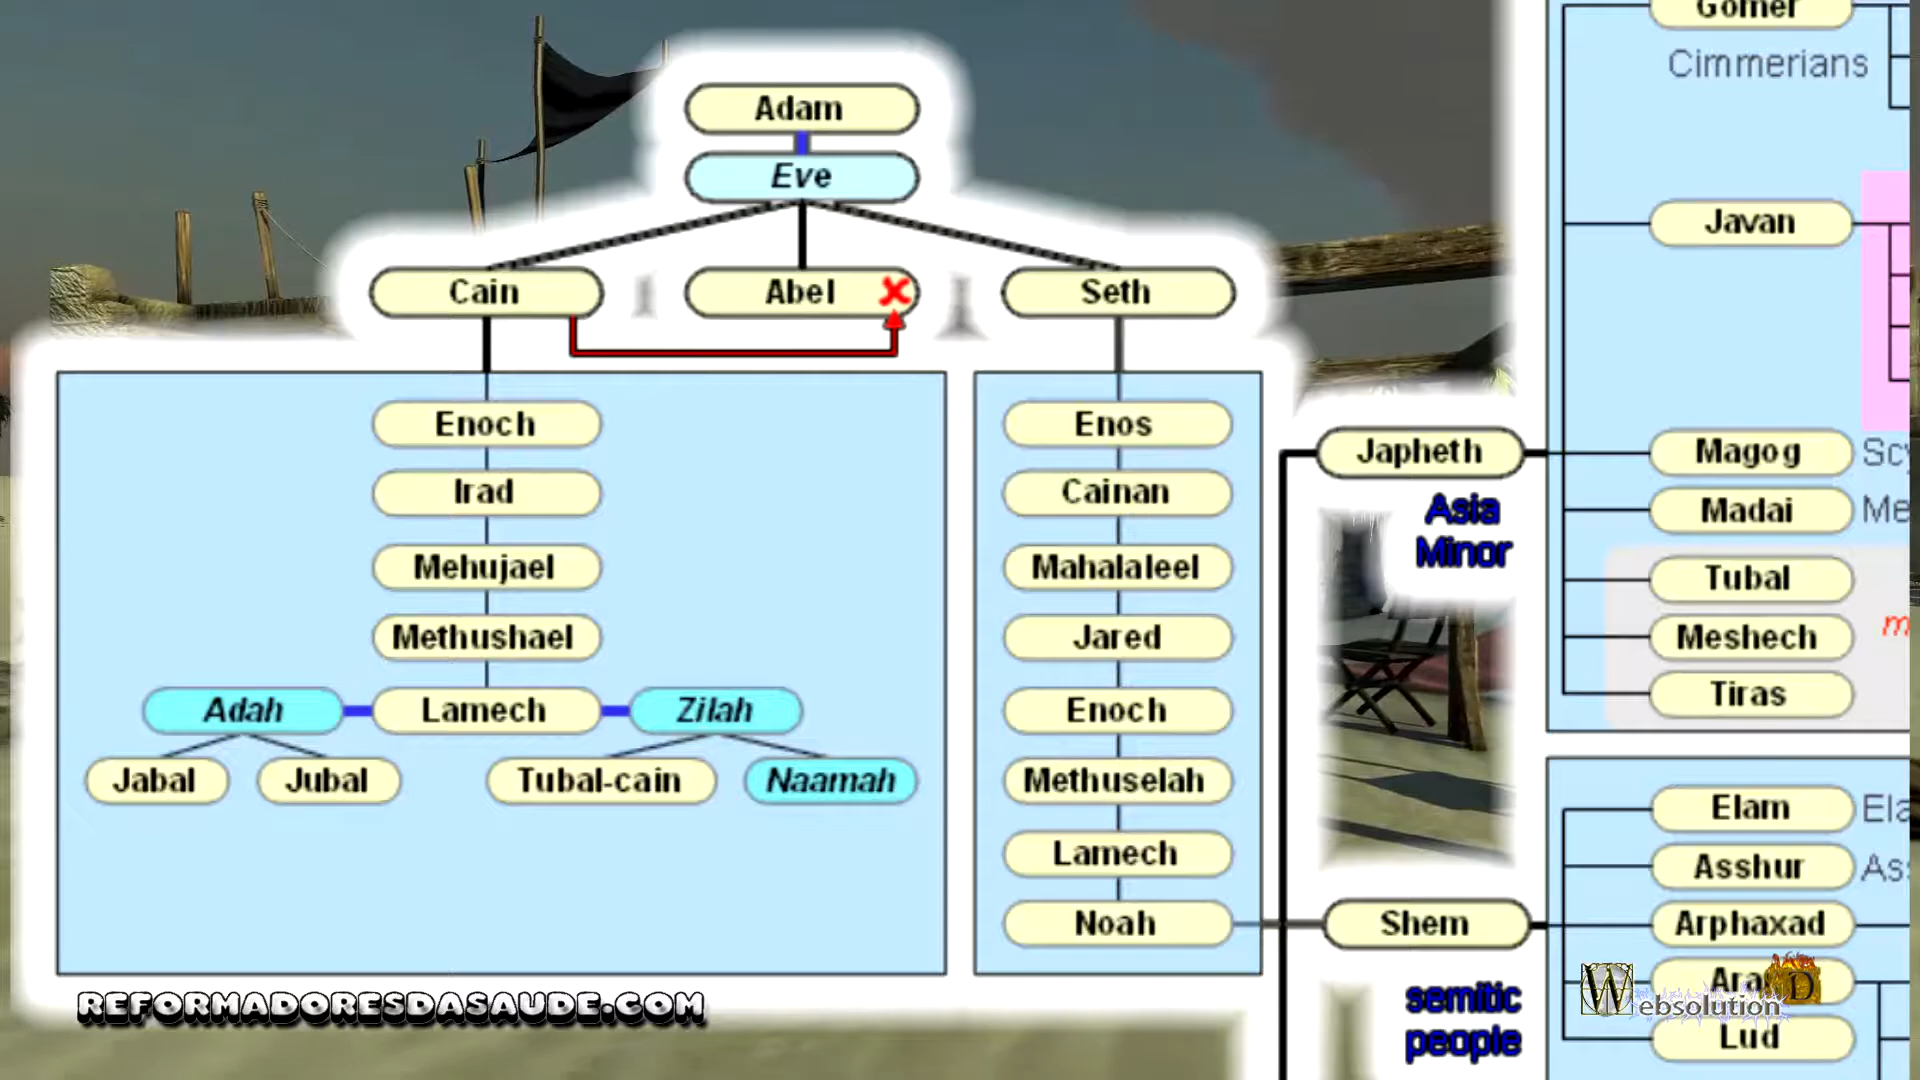 Adam
Eve
Cain
Abel
Seth
Enoch
Irad
Mehujael
Methushael
Adah
Lamech
Zilah
Jabal
Jubal
Tubal-cain
Naamah
Enos
Cainan
Mahalaleel
Jared
Enoch
Methuselah
Lamech
Noah
Japheth
Asia
Minor
Shem
semitic
people
Gomer
Cimmerians
Javan
Magog
Madai
Tubal
Meshech
Tiras
Elam
Asshur
Arphaxad
Lud
REFORMADORESDASAUDE.COM
Websolution